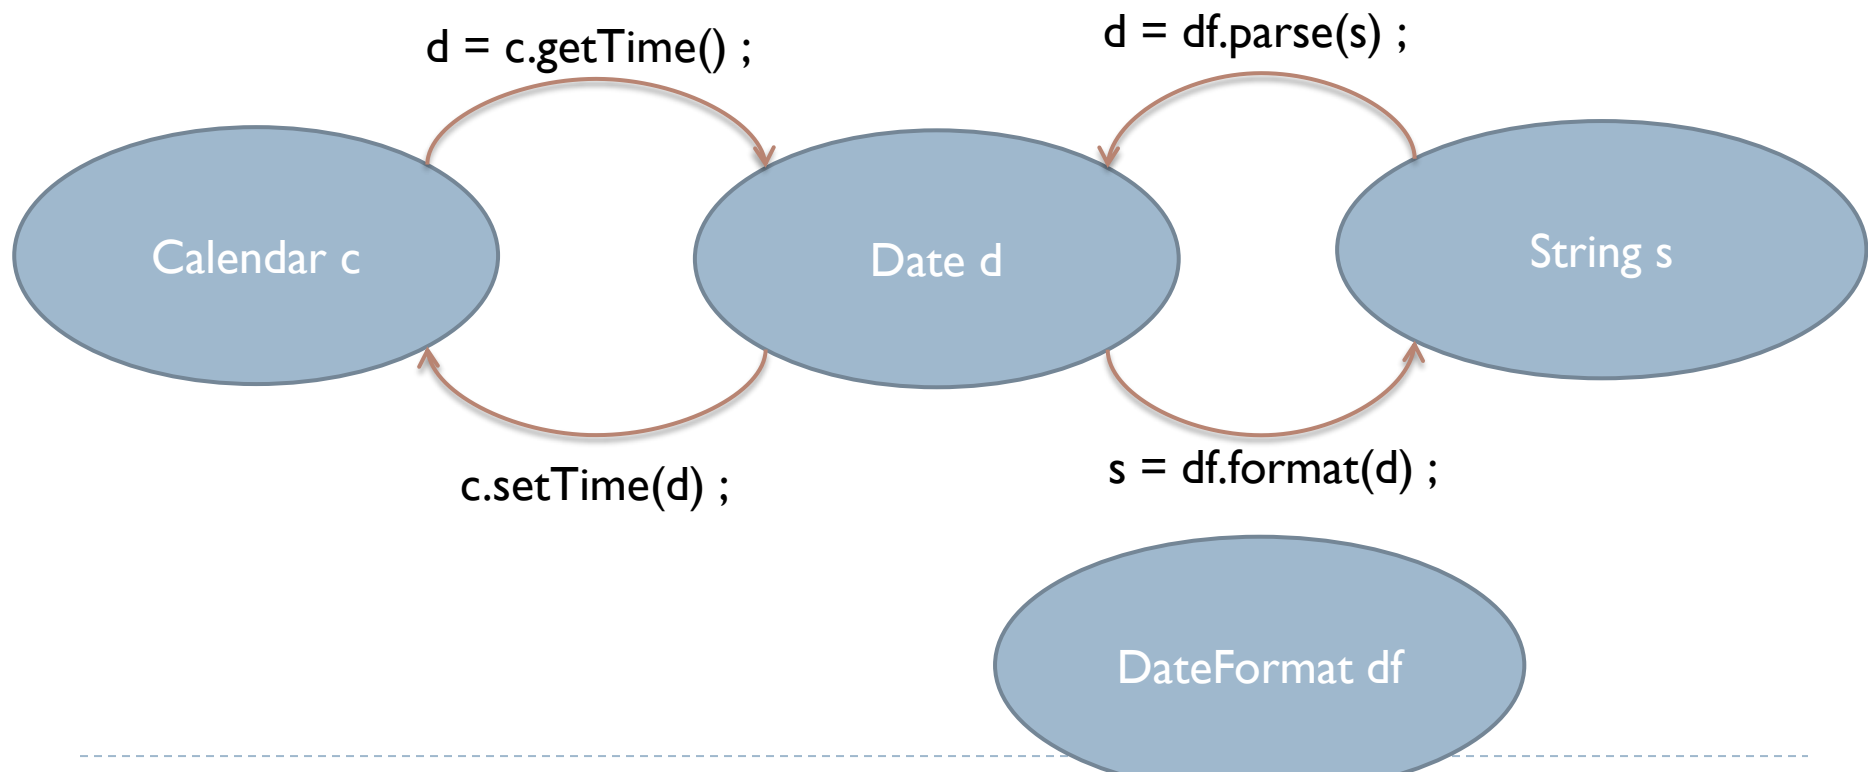 d = c.getTime() ;
d = df.parse(s) ;
Calendar c
Date d
String s
c.setTime(d) ;
s = df.format(d) ;
DateFormat df